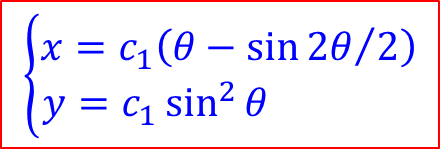 x = c₁(θ − sin 2θ/2)
y = c₁ sin² θ